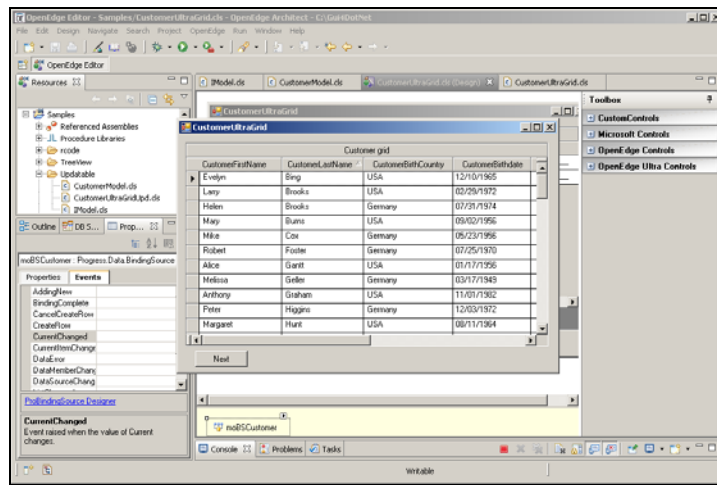 OpenEdge Editor - Samples/CustomerUltraGrid.cls - OpenEdge Architect - C:\GuiHDotNet
File Edit Design Navigate Search Project OpenEdge Run Window Help
OpenEdge Editor
Resources
IModel.cls CustomerModel.cls CustomerUltraGrid.cls (Design) CustomerUltraGrid.cls
Samples
Referenced Assemblies
Procedure Libraries
rcode
TreeView
Updatable
CustomerModel.cls
CustomerUltraGridUpd.cls
IModel.cls
Outline DB S... Prop...
moBSCustomer : Progress.Data.BindingSource
Properties Events
AddingNew
BindingComplete
CancelCreateRow
CreateRow
CurrentChanged
CurrentItemChange
DataError
DataMemberChang
DataSourceChang
ProBindingSource Designer
CurrentChanged
Event raised when the value of Current
changes.
CustomerUltraGrid
CustomerUltraGrid
Customer grid
CustomerFirstName CustomerLastName CustomerBirthCountry CustomerBirthdate
Evelyn Bing USA 12/10/1965
Larry Brooks USA 02/29/1972
Helen Brooks Germany 07/31/1974
Mary Burns USA 09/02/1956
Mike Cox Germany 05/23/1956
Robert Foster Germany 07/25/1970
Alice Gantt USA 01/17/1956
Melissa Geller Germany 03/17/1949
Anthony Graham USA 11/01/1982
Peter Higgins Germany 12/03/1972
Margaret Hunt USA 08/11/1964
Next
moBSCustomer
Toolbox
CustomControls
Microsoft Controls
OpenEdge Controls
OpenEdge Ultra Controls
Console Problems Tasks
Writable